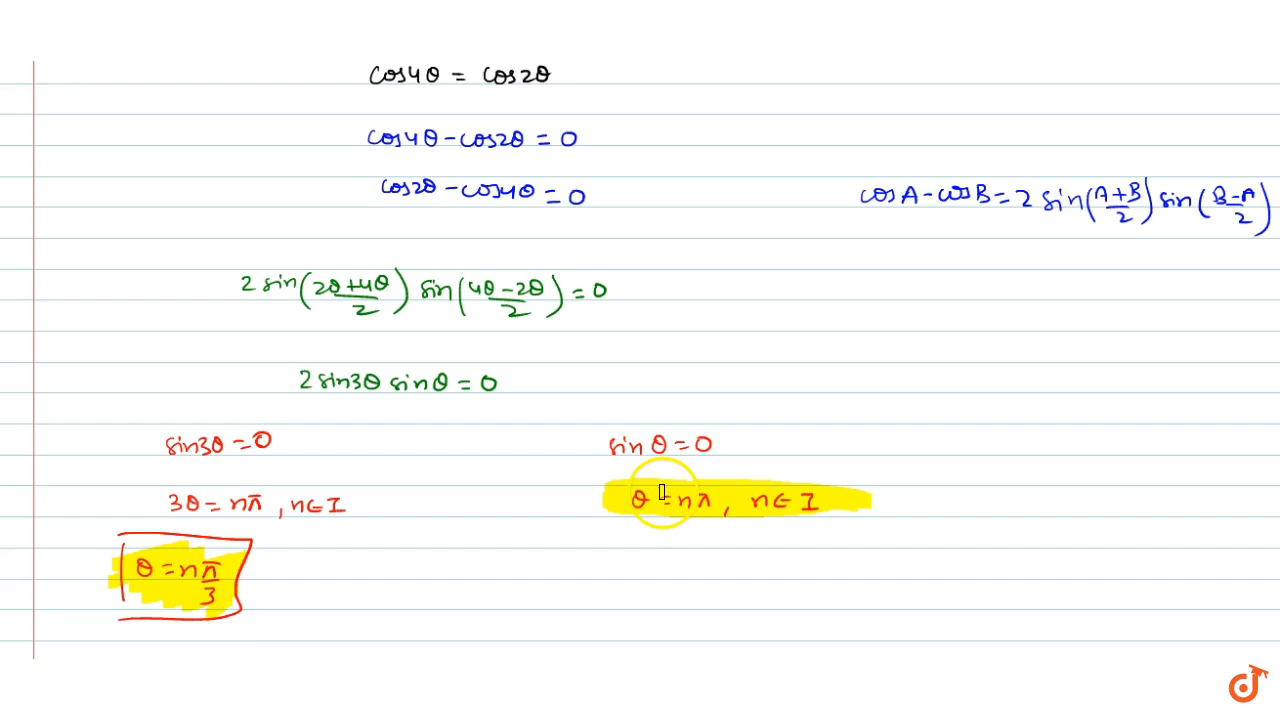 cos4θ = cos2θ
cos4θ - cos2θ = 0
cos2θ - cos4θ = 0
cosA - cosB = 2 sin(A+B/2) sin(B-A/2)
2 sin(2θ+4θ/2) sin(4θ-2θ/2) = 0
2 sin3θ sinθ = 0
sin3θ = 0
sin θ = 0
3θ = nπ , n∈I
θ = nπ , n∈I
θ = nπ/3